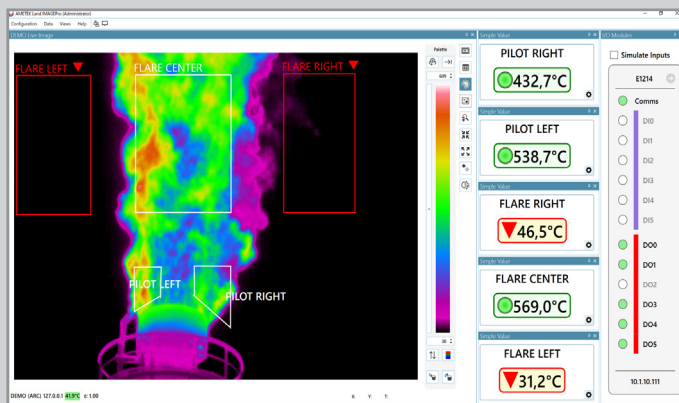 AMETEK Land IMAGEPro (Administrator)
Configuration Data Views Help
DEMO Live Image
FLARE LEFT
FLARE CENTER
FLARE RIGHT
PILOT LEFT
PILOT RIGHT
DEMO (ARC) 127.0.0.1 41,9°C ε: 1.00
X: Y: T:
Palette
609
30
Simple Value
PILOT RIGHT
432,7°C
Simple Value
PILOT LEFT
538,7°C
Simple Value
FLARE RIGHT
46,5°C
Simple Value
FLARE CENTER
569,0°C
Simple Value
FLARE LEFT
31,2°C
I/O Modules
Simulate Inputs
E1214
Comms
DI0
DI1
DI2
DI3
DI4
DI5
DO0
DO1
DO2
DO3
DO4
DO5
10.1.10.111